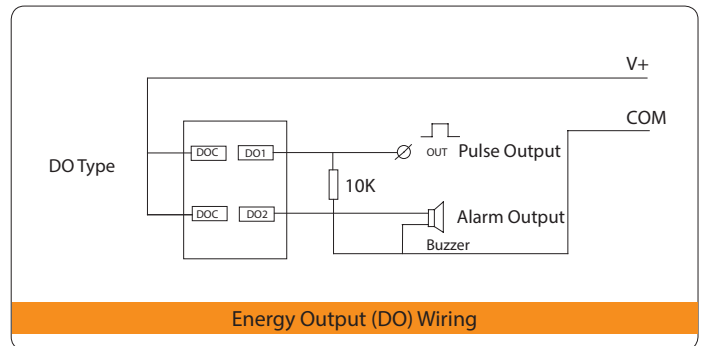 V+
COM
DOC DO1
OUT Pulse Output
DO Type
10K
DOC DO2
Alarm Output
Buzzer
Energy Output (DO) Wiring